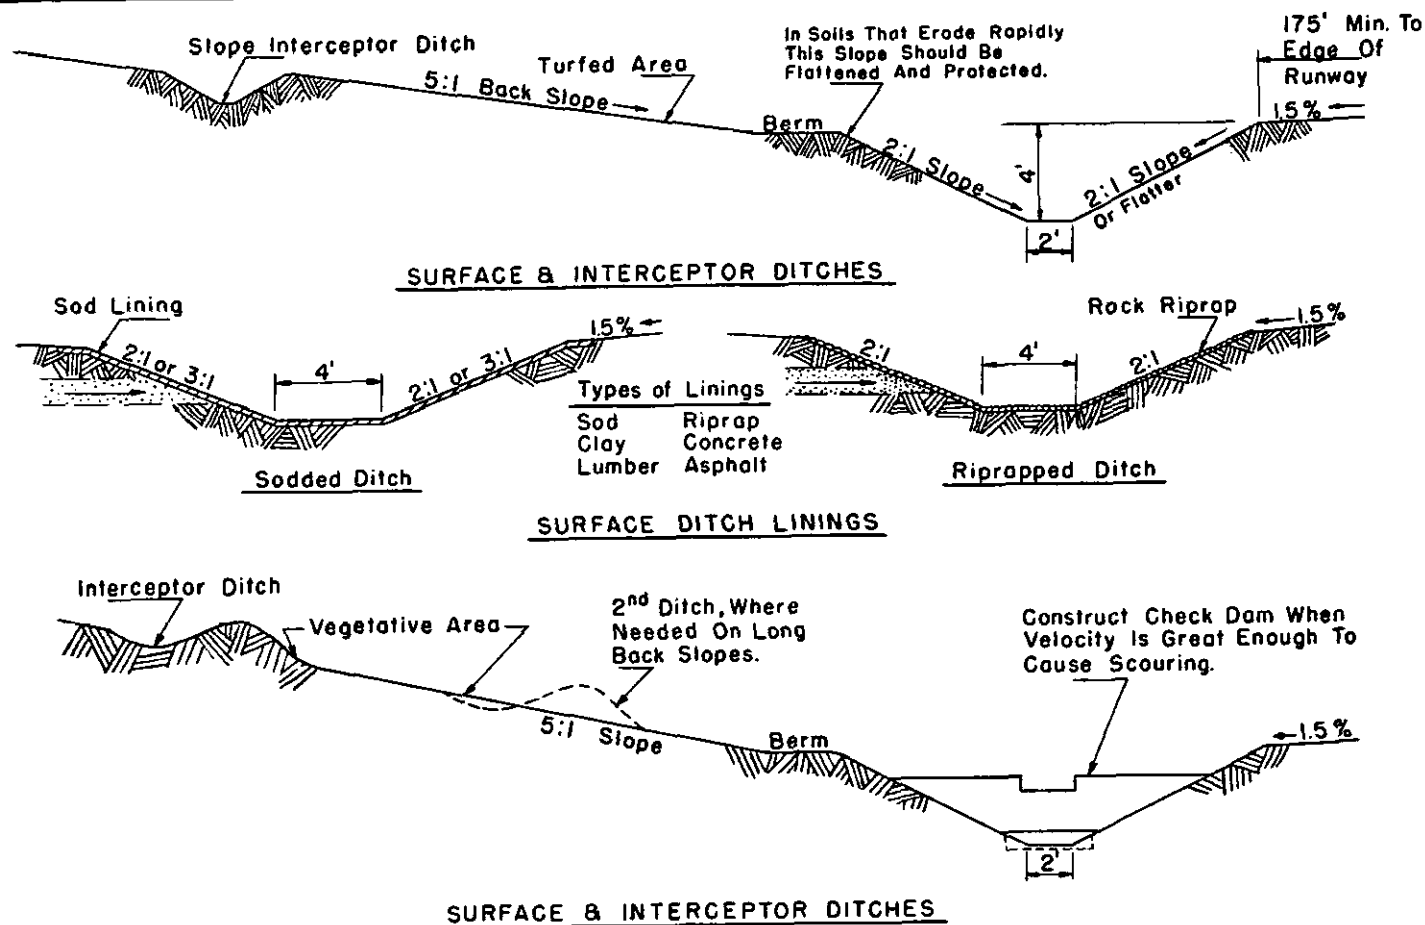 Slope Interceptor Ditch
5:1 Back Slope
Turfed Area
In Soils That Erode Rapidly
This Slope Should Be
Flattened And Protected.
175' Min. To
Edge Of
Runway
1.5%
Berm
2:1 Slope
4'
2:1 Slope
Or Flatter
2'
SURFACE & INTERCEPTOR DITCHES
Sod Lining
2:1 or 3:1
4'
2:1 or 3:1
1.5%
Sodded Ditch
Types of Linings
Sod Riprap
Clay Concrete
Lumber Asphalt
Rock Riprap
2:1
4'
2:1
1.5%
Riprapped Ditch
SURFACE DITCH LININGS
Interceptor Ditch
Vegetative Area
2nd Ditch, Where
Needed On Long
Back Slopes.
5:1 Slope
Berm
Construct Check Dam When
Velocity Is Great Enough To
Cause Scouring.
1.5%
2'
SURFACE & INTERCEPTOR DITCHES